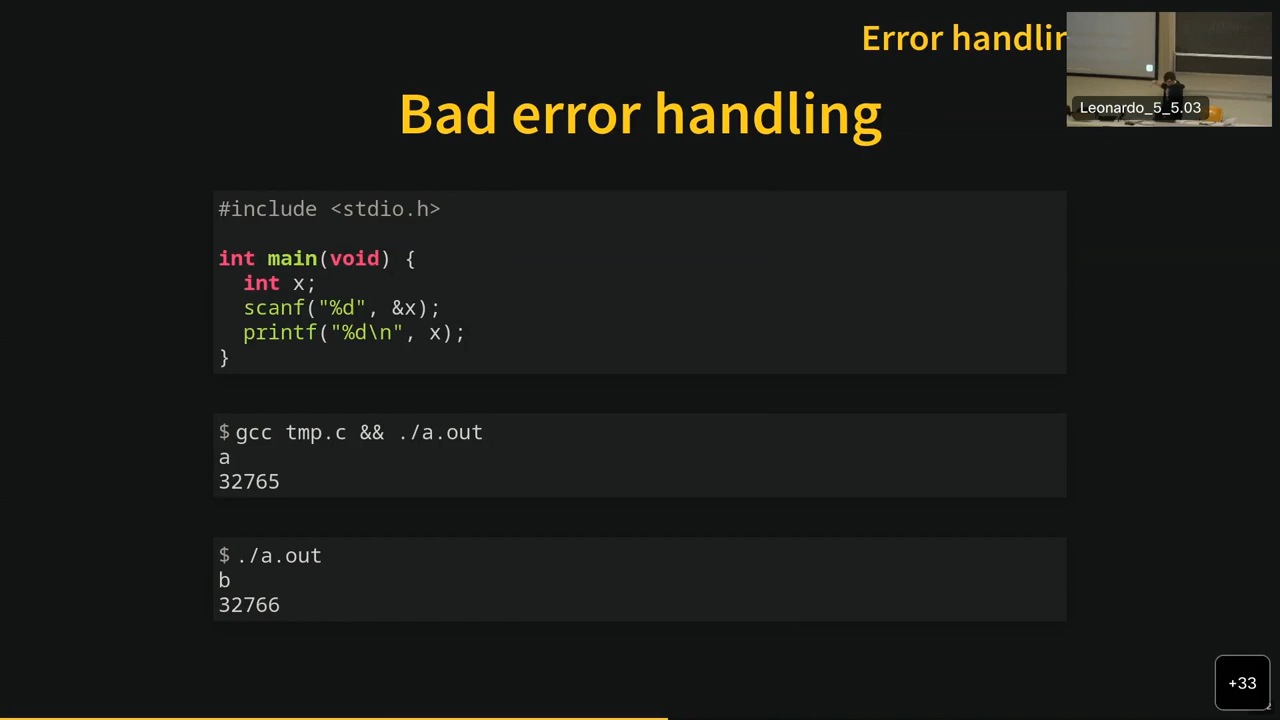 Error handlin
Leonardo_5_5.03
Bad error handling
#include <stdio.h>
int main(void) {
int x;
scanf("%d", &x);
printf("%d\n", x);
}
$ gcc tmp.c && ./a.out
a
32765
$ ./a.out
b
32766
+33